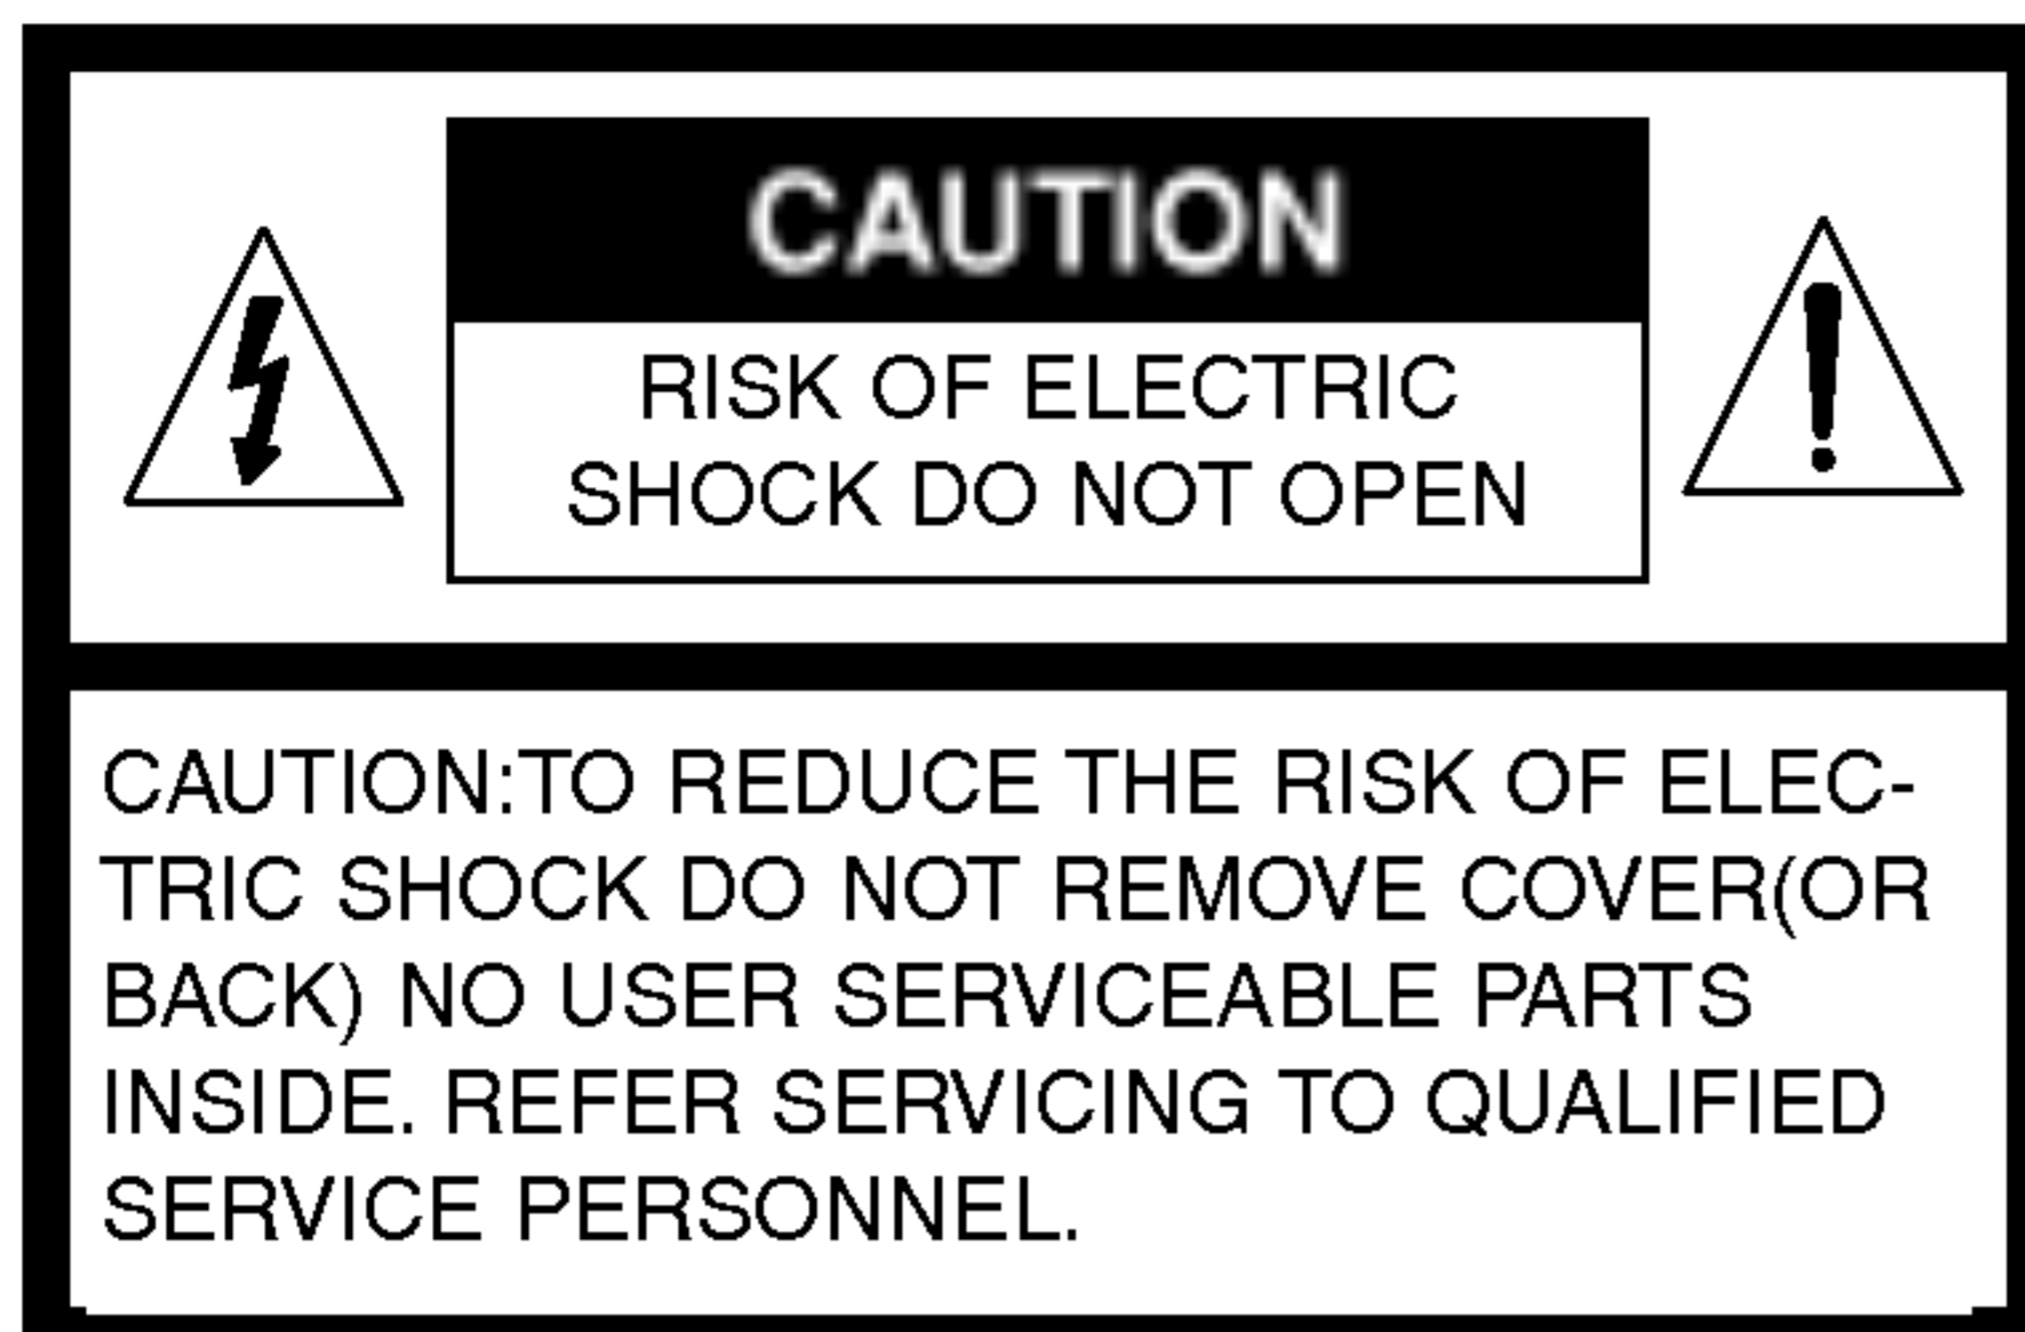 CAUTION
RISK OF ELECTRIC
SHOCK DO NOT OPEN
CAUTION:TO REDUCE THE RISK OF ELEC-
TRIC SHOCK DO NOT REMOVE COVER(OR
BACK) NO USER SERVICEABLE PARTS
INSIDE. REFER SERVICING TO QUALIFIED
SERVICE PERSONNEL.